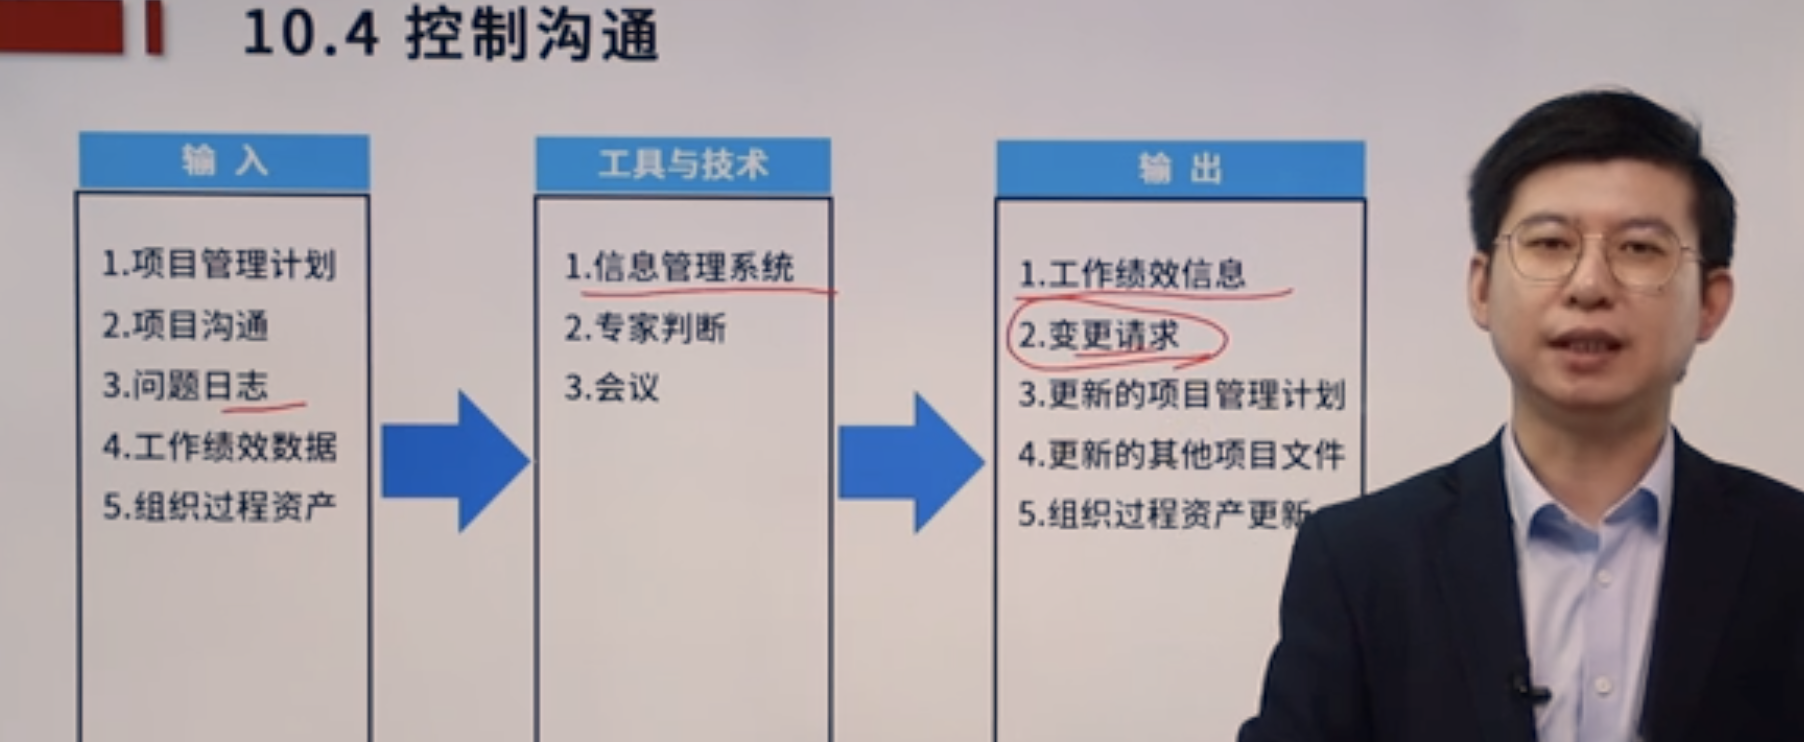 10.4 控制沟通
输 入
1.项目管理计划
2.项目沟通
3.问题日志
4.工作绩效数据
5.组织过程资产
工具与技术
1.信息管理系统
2.专家判断
3.会议
输 出
1.工作绩效信息
2.变更请求
3.更新的项目管理计划
4.更新的其他项目文件
5.组织过程资产更新